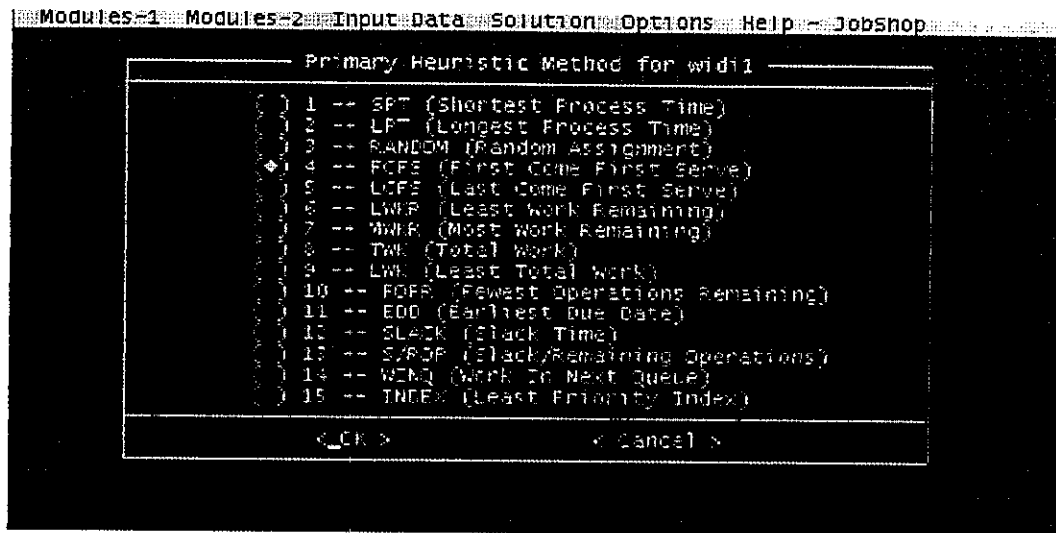 Modules-1 Modules-2 Input Data Solution Options Help - JobShop
Primary Heuristic Method for widi1
( ) 1 -- SPT (Shortest Process Time)
( ) 2 -- LPT (Longest Process Time)
( ) 3 -- RANDOM (Random Assignment)
(◆) 4 -- FCFS (First Come First Serve)
( ) 5 -- LCFS (Last Come First Serve)
( ) 6 -- LWKR (Least Work Remaining)
( ) 7 -- MWKR (Most Work Remaining)
( ) 8 -- TWK (Total Work)
( ) 9 -- LWK (Least Total Work)
( ) 10 -- FOPR (Fewest Operations Remaining)
( ) 11 -- EDD (Earliest Due Date)
( ) 12 -- SLACK (Slack Time)
( ) 13 -- S/ROP (Slack/Remaining Operations)
( ) 14 -- WINQ (Work In Next Queue)
( ) 15 -- INDEX (Least Priority Index)
< OK > < Cancel >